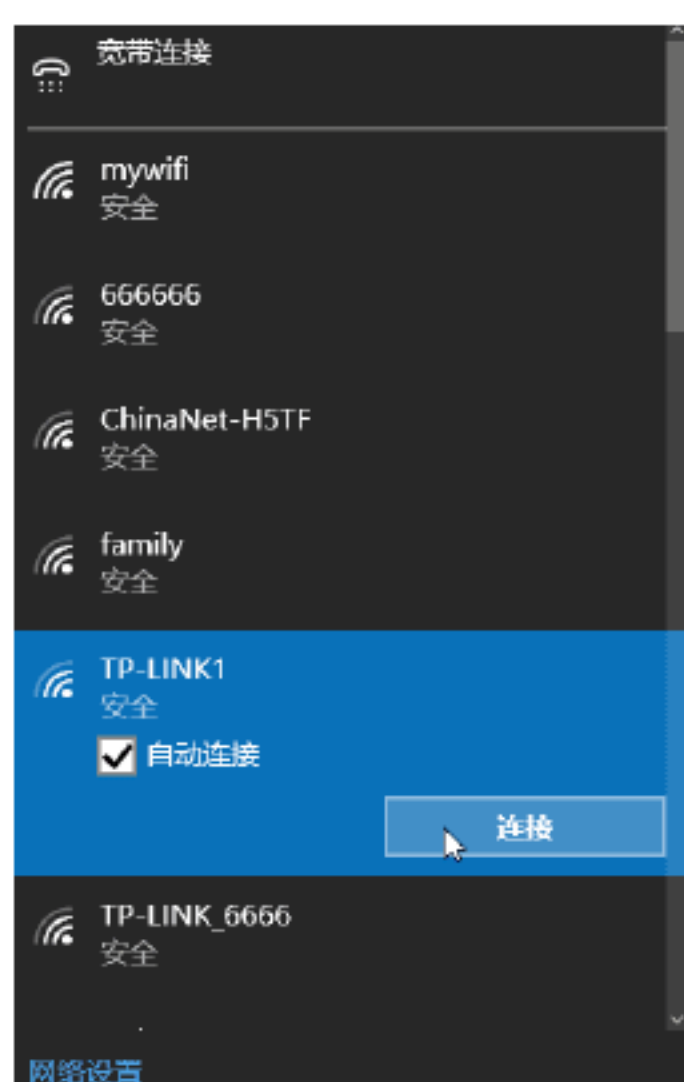 宽带连接
mywifi
安全
666666
安全
ChinaNet-H5TF
安全
family
安全
TP-LINK1
安全
自动连接
连接
TP-LINK_6666
安全
网络设置